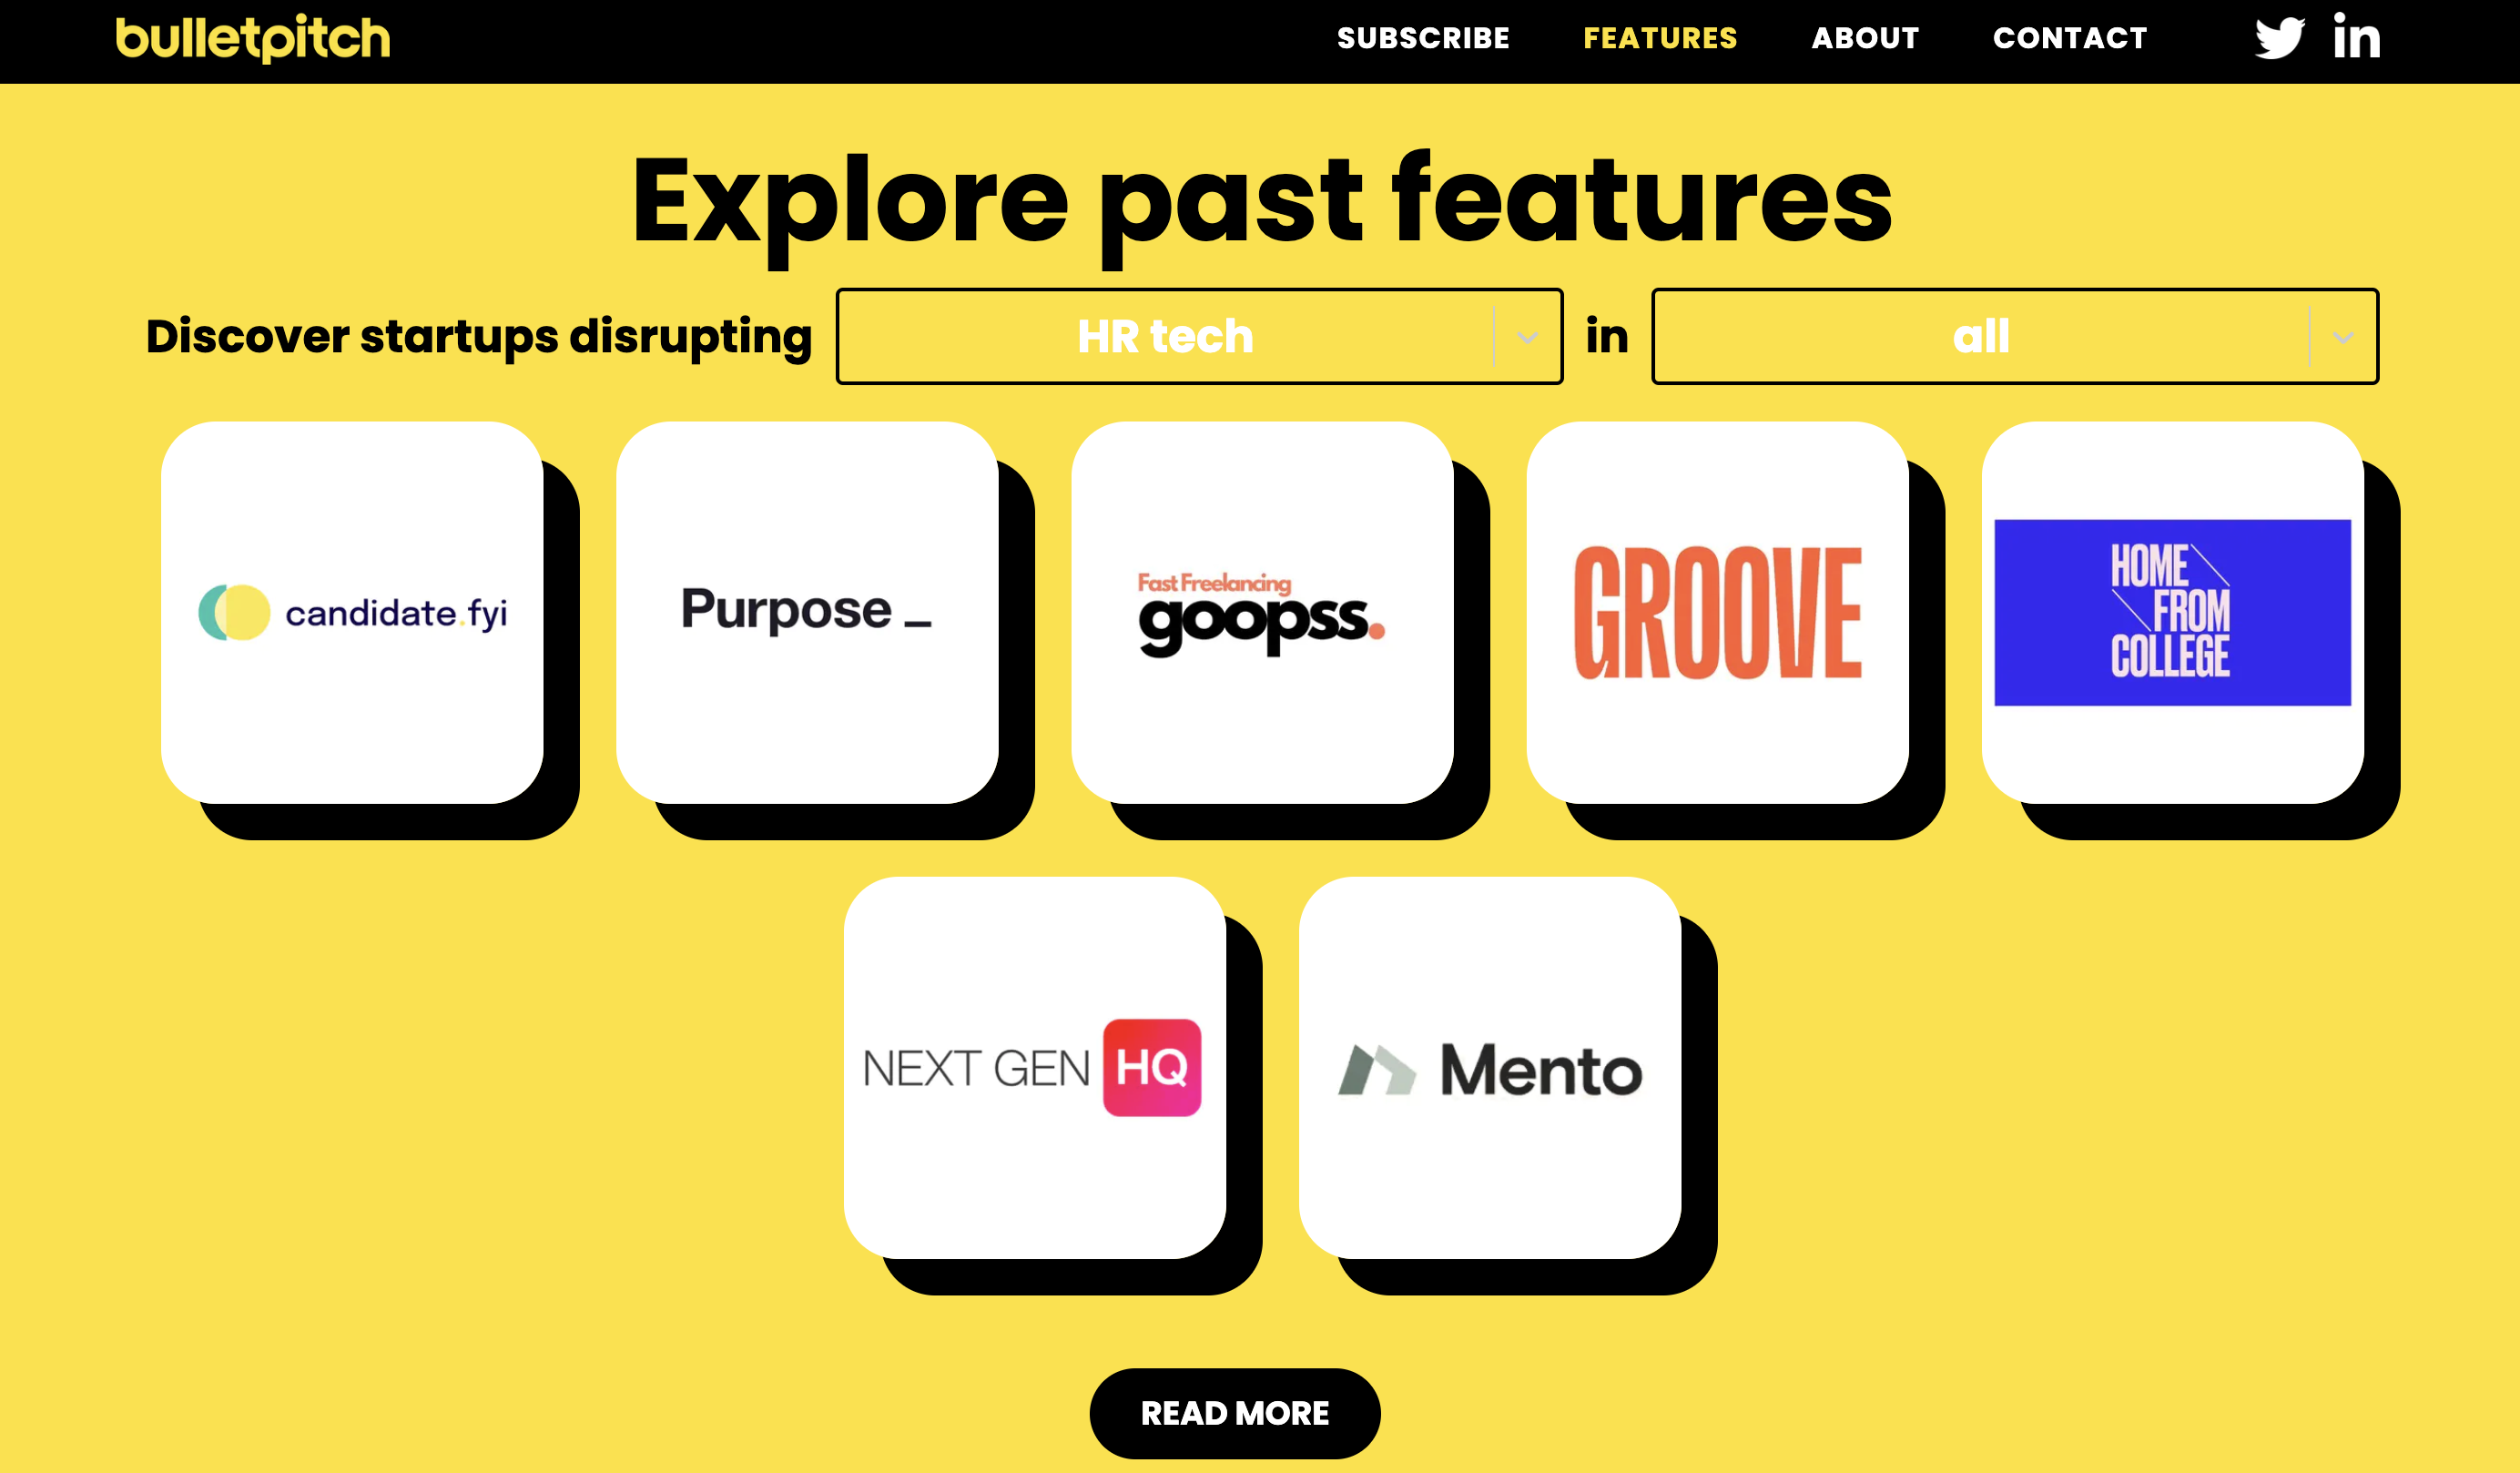 bulletpitch
SUBSCRIBE FEATURES ABOUT CONTACT in
Explore past features
Discover startups disrupting HR tech in all
candidate.fyi
Purpose _
Fast Freelancing
goopss.
GROOVE
HOME
FROM
COLLEGE
NEXT GEN HQ
Mento
READ MORE